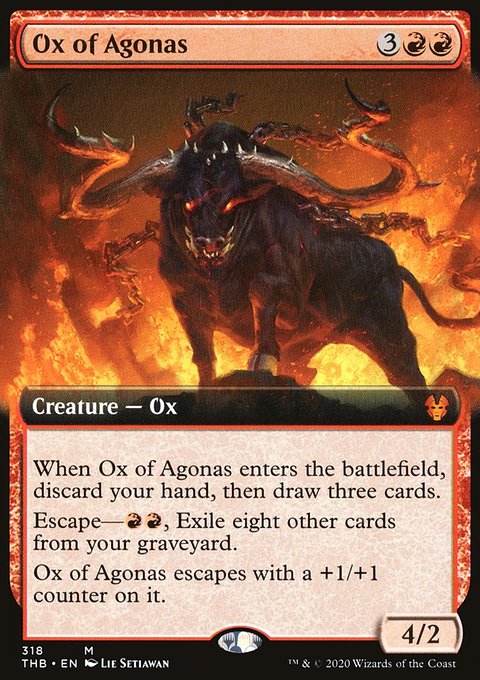 Ox of Agonas 3
Creature — Ox
When Ox of Agonas enters the battlefield,
discard your hand, then draw three cards.
Escape—, Exile eight other cards
from your graveyard.
Ox of Agonas escapes with a +1/+1
counter on it.
4/2
318 M
THB • EN Lie Setiawan
™ & © 2020 Wizards of the Coast